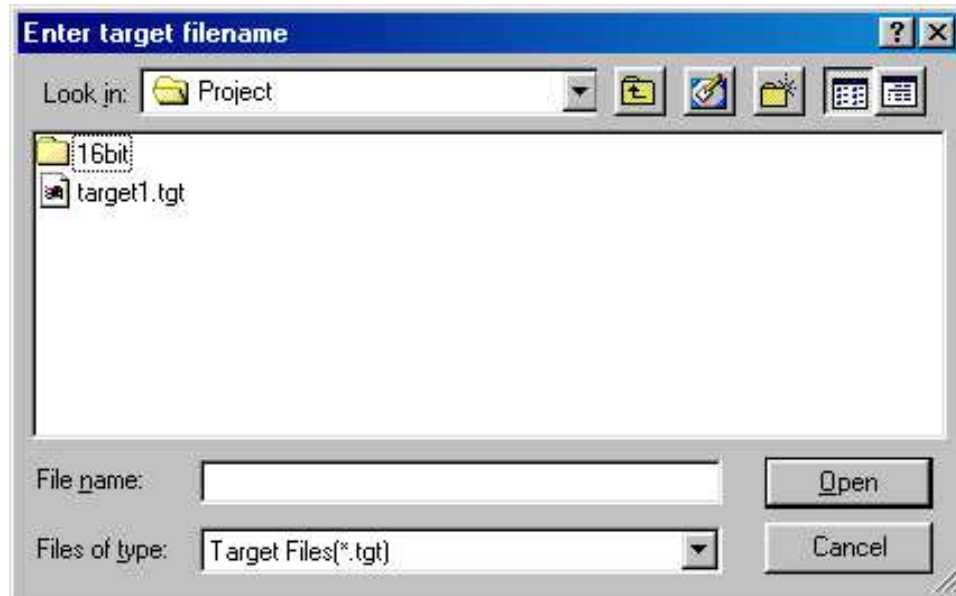 Enter target filename
Look in: Project
16bit
target1.tgt
File name:
Open
Files of type: Target Files(*.tgt)
Cancel